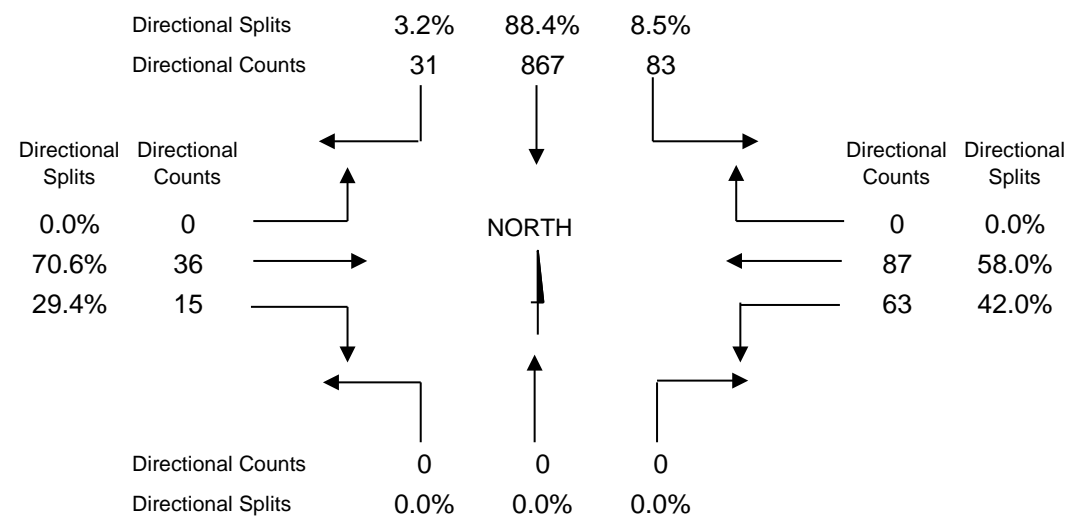 Directional Splits 3.2% 88.4% 8.5%
Directional Counts 31 867 83
Directional Directional Directional Directional
Splits Counts Counts Splits
0.0% 0 NORTH 0 0.0%
70.6% 36 87 58.0%
29.4% 15 63 42.0%
Directional Counts 0 0 0
Directional Splits 0.0% 0.0% 0.0%